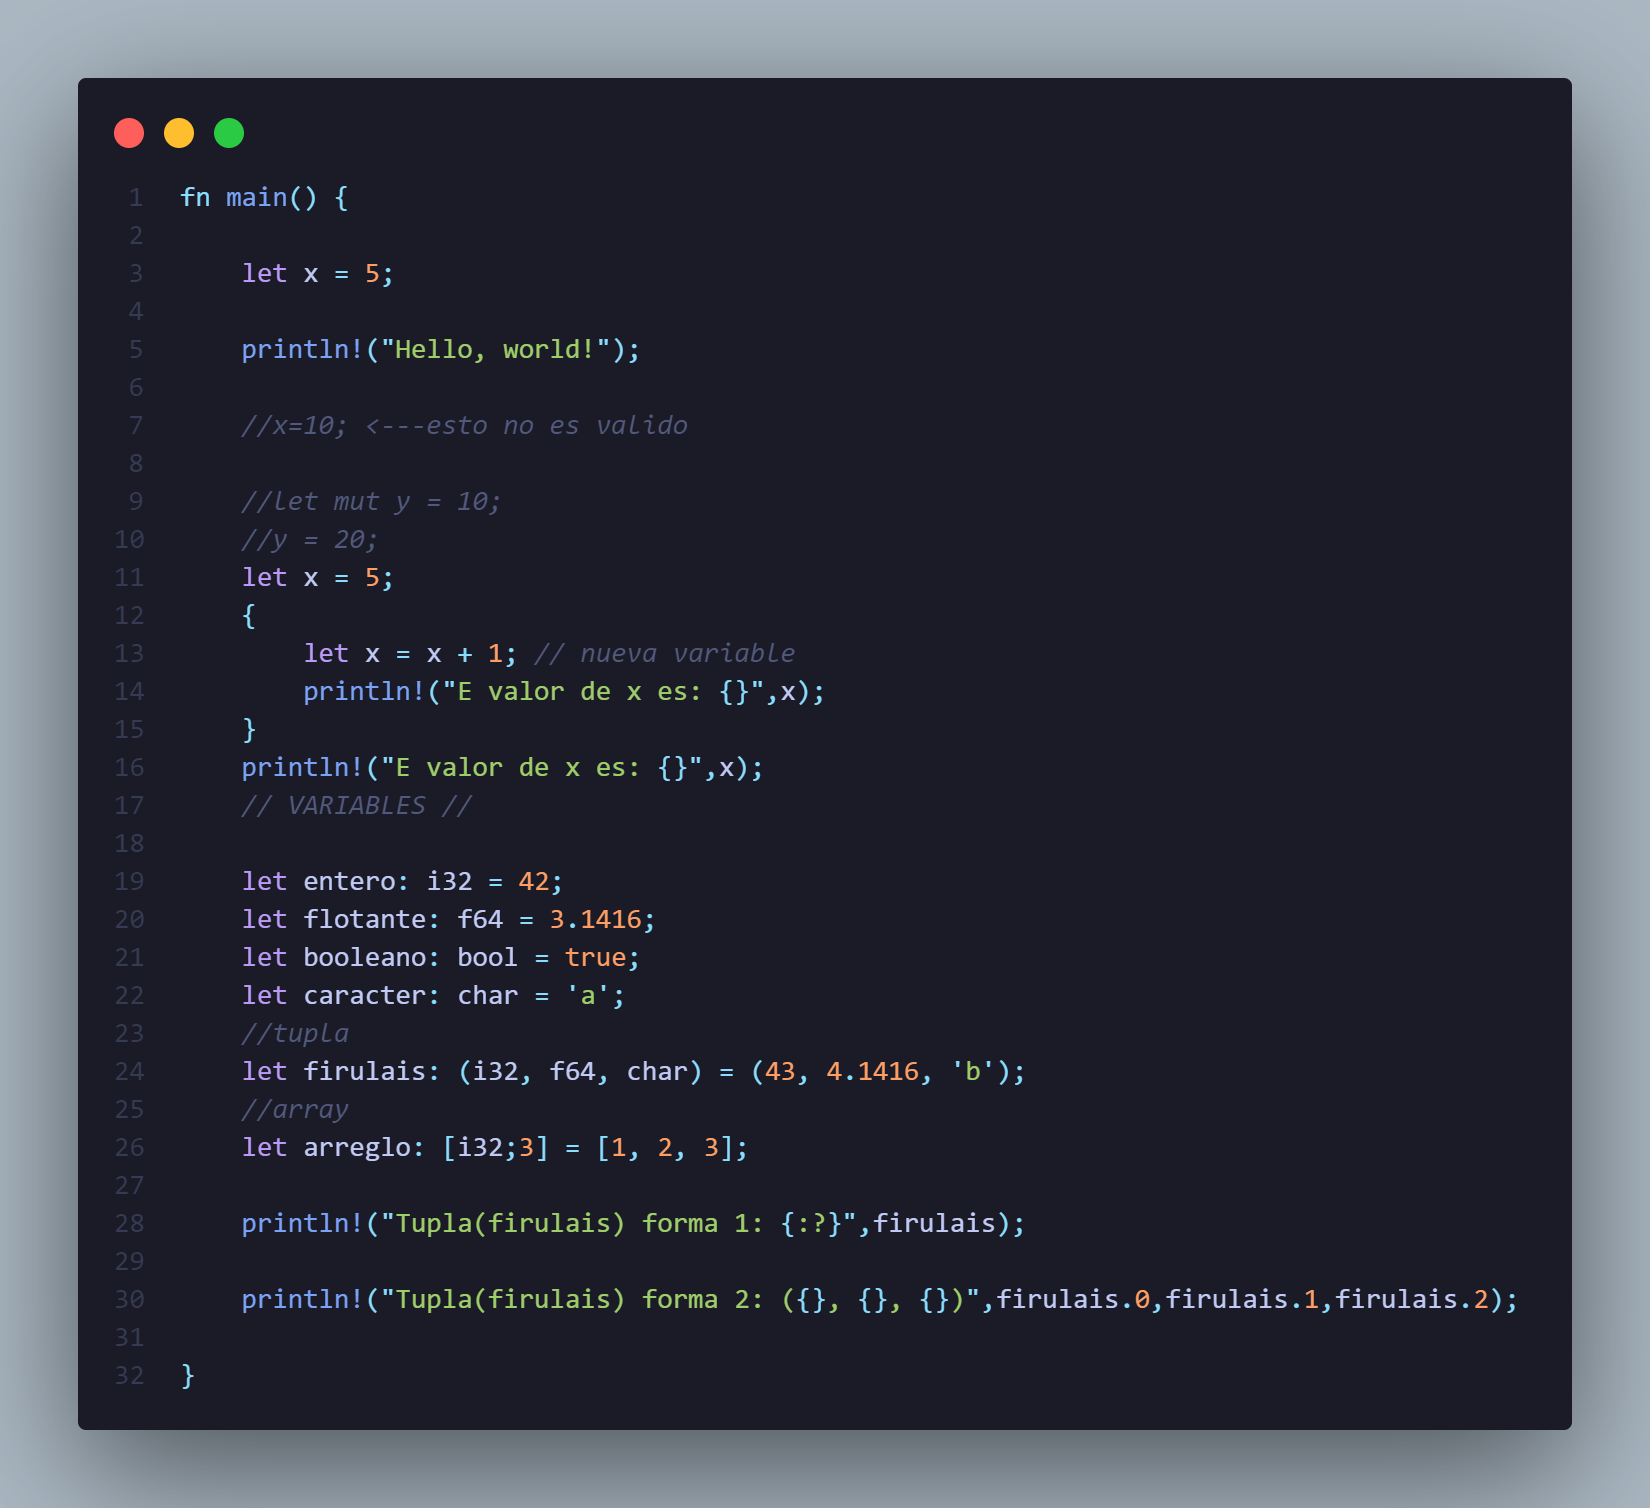 1 fn main() {
2
3 let x = 5;
4
5 println!("Hello, world!");
6
7 //x=10; <---esto no es valido
8
9 //let mut y = 10;
10 //y = 20;
11 let x = 5;
12 {
13 let x = x + 1; // nueva variable
14 println!("E valor de x es: {}",x);
15 }
16 println!("E valor de x es: {}",x);
17 // VARIABLES //
18
19 let entero: i32 = 42;
20 let flotante: f64 = 3.1416;
21 let booleano: bool = true;
22 let caracter: char = 'a';
23 //tupla
24 let firulais: (i32, f64, char) = (43, 4.1416, 'b');
25 //array
26 let arreglo: [i32;3] = [1, 2, 3];
27
28 println!("Tupla(firulais) forma 1: {:?}",firulais);
29
30 println!("Tupla(firulais) forma 2: ({}, {}, {})",firulais.0,firulais.1,firulais.2);
31
32 }